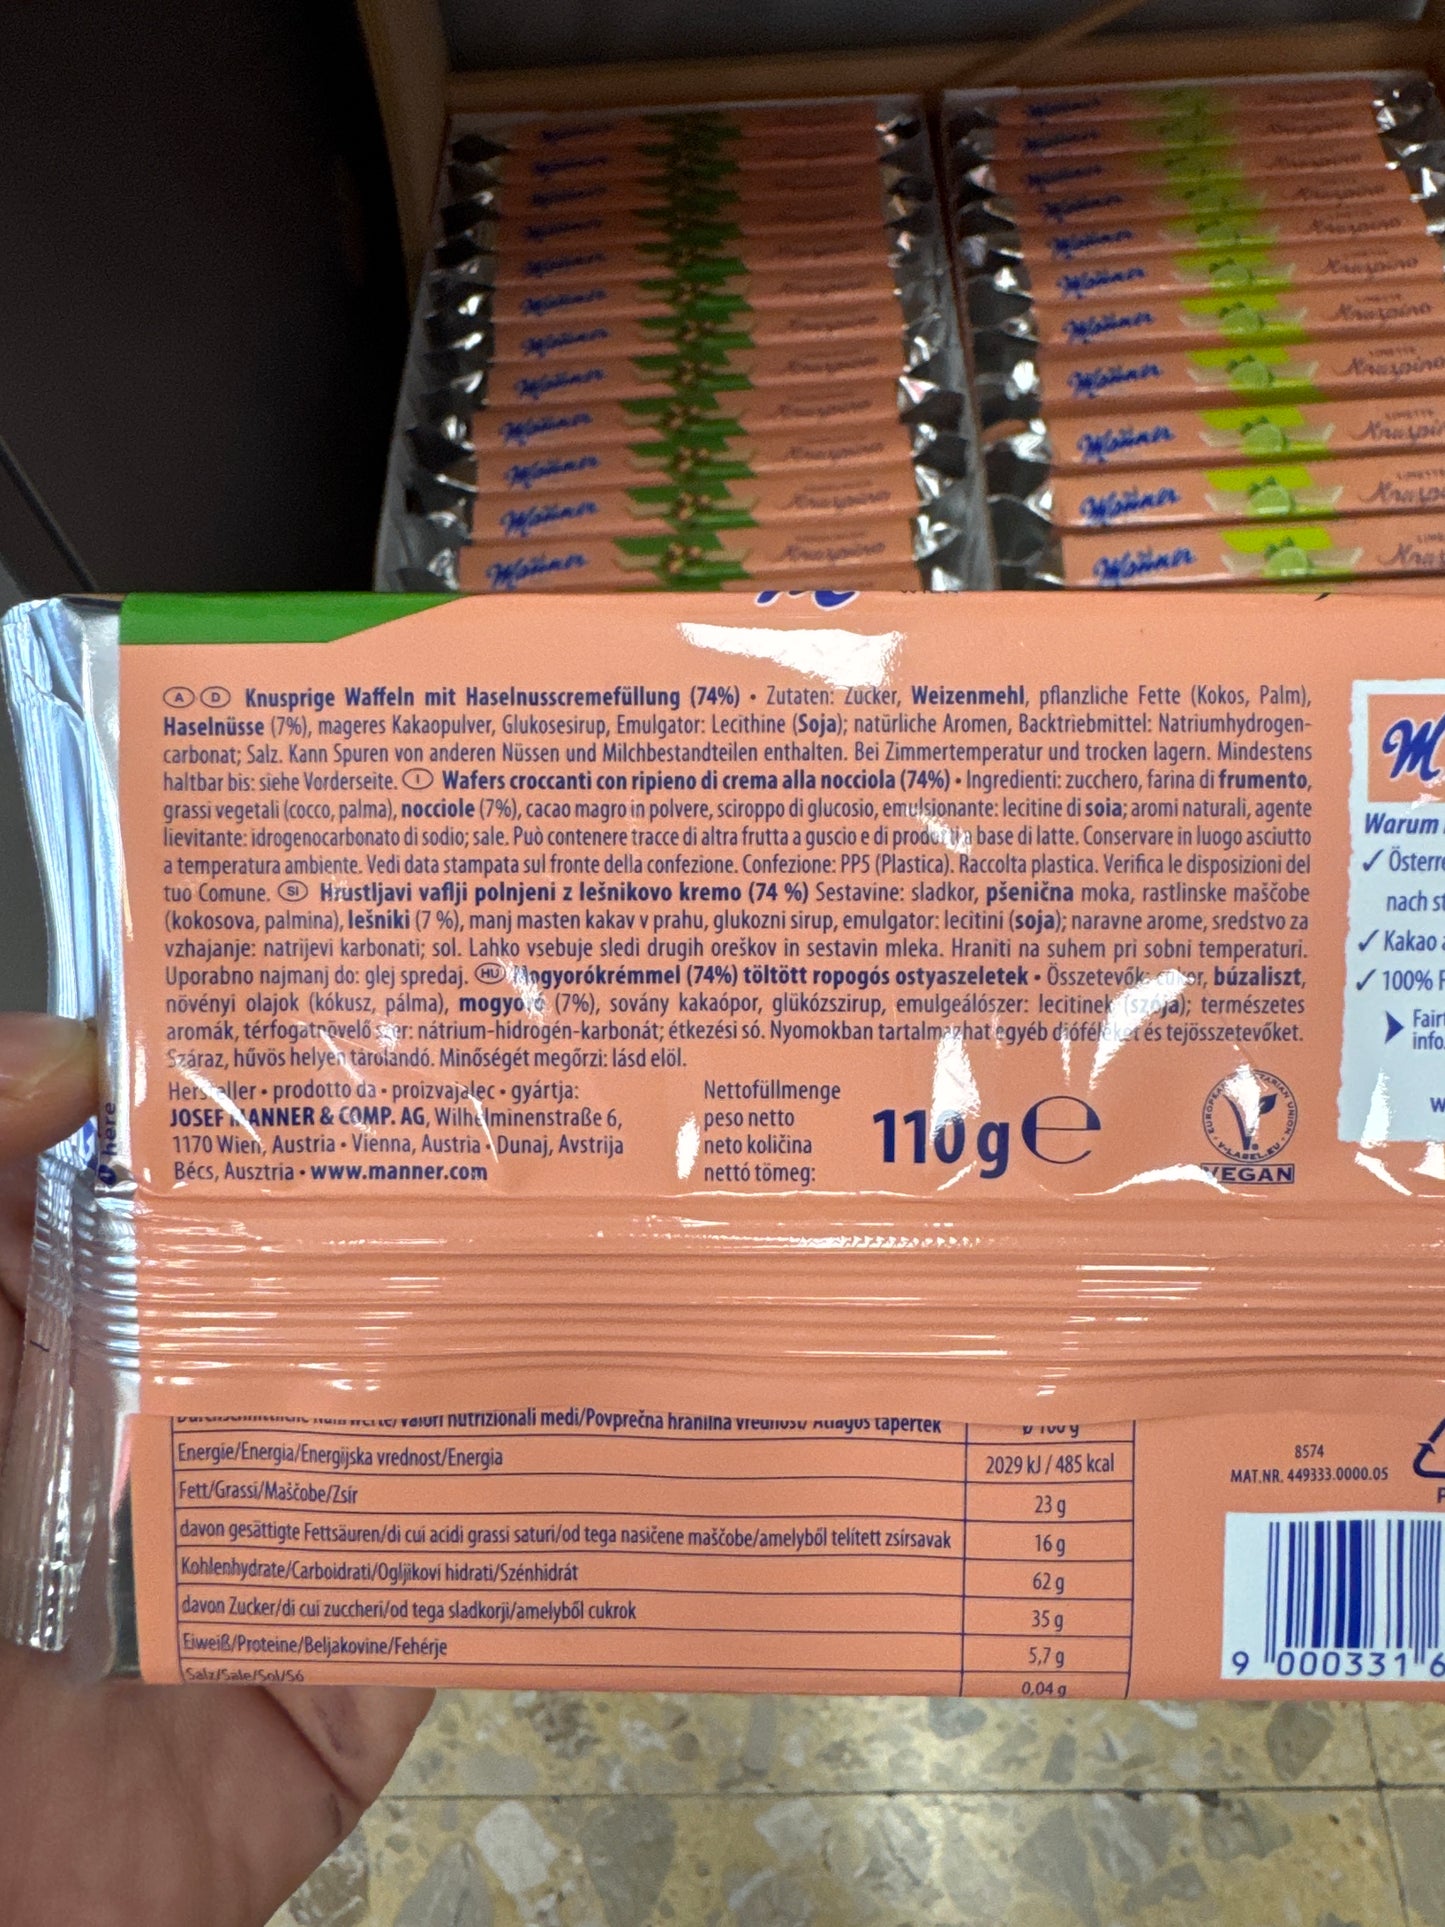 Manner
Manner
Manner
Manner
Manner
Manner Knuspino
Manner Knuspino
Manner
LIMETTE
Knuspino
Manner
Manner
Manner
Manner
Manner
Ⓐ Ⓓ Knusprige Waffeln mit Haselnusscremefüllung (74%) • Zutaten: Zucker, Weizenmehl, pflanzliche Fette (Kokos, Palm),
Haselnüsse (7%), mageres Kakaopulver, Glukosesirup, Emulgator: Lecithine (Soja); natürliche Aromen, Backtriebmittel: Natriumhydrogen-
carbonat; Salz. Kann Spuren von anderen Nüssen und Milchbestandteilen enthalten. Bei Zimmertemperatur und trocken lagern. Mindestens
haltbar bis: siehe Vorderseite. Ⓘ Wafers croccanti con ripieno di crema alla nocciola (74%) • Ingredienti: zucchero, farina di frumento,
grassi vegetali (cocco, palma), nocciole (7%), cacao magro in polvere, sciroppo di glucosio, emulsionante: lecitine di soia; aromi naturali, agente
lievitante: idrogenocarbonato di sodio; sale. Può contenere tracce di altra frutta a guscio e di prodotti a base di latte. Conservare in luogo asciutto
a temperatura ambiente. Vedi data stampata sul fronte della confezione. Confezione: PP5 (Plastica). Raccolta plastica. Verifica le disposizioni del
tuo Comune. SI Hrustljavi vaflji polnjeni z lešnikovo kremo (74 %) Sestavine: sladkor, pšenična moka, rastlinske maščobe
(kokosova, palmina), lešniki (7 %), manj masten kakav v prahu, glukozni sirup, emulgator: lecitini (soja); naravne arome, sredstvo za
vzhajanje: natrijevi karbonati; sol. Lahko vsebuje sledi drugih oreškov in sestavin mleka. Hraniti na suhem pri sobni temperaturi.
Uporabno najmanj do: glej spredaj. HU Mogyorókrémmel (74%) töltött ropogós ostyaszeletek • Összetevők: cukor, búzaliszt,
növényi olajok (kókusz, pálma), mogyoró (7%), sovány kakaópor, glükózszirup, emulgeálószer: lecitinek (szója); természetes
aromák, térfogatnövelő szer: nátrium-hidrogén-karbonát; étkezési só. Nyomokban tartalmazhat egyéb dióféléket és tejösszetevőket.
Száraz, hűvös helyen tárolandó. Minőségét megőrzi: lásd elöl.
Hersteller • prodotto da • proizvajalec • gyártja:
JOSEF MANNER & COMP. AG, Wilhelminenstraße 6,
1170 Wien, Austria • Vienna, Austria • Dunaj, Avstrija
Bécs, Ausztria • www.manner.com
Nettofüllmenge
peso netto
neto količina
nettó tömeg:
110 g ℮
V-LABEL.EU
VEGAN
here
M
Warum
✓ Österre
nach st
✓ Kakao
✓ 100%
Fairt
info.
w
valori nutrizionali medi/Povprečna hranilna vrednost/ Átlagos tápérték ø 100 g
Energie/Energia/Energijska vrednost/Energia 2029 kJ / 485 kcal
Fett/Grassi/Maščobe/Zsír 23 g
davon gesättigte Fettsäuren/di cui acidi grassi saturi/od tega nasičene maščobe/amelyből telített zsírsavak 16 g
Kohlenhydrate/Carboidrati/Ogljikovi hidrati/Szénhidrát 62 g
davon Zucker/di cui zuccheri/od tega sladkorji/amelyből cukrok 35 g
Eiweiß/Proteine/Beljakovine/Fehérje 5,7 g
Salz/Sale/Sol/Só 0,04 g
8574
MAT.NR. 449333.0000.05
9 000331 6